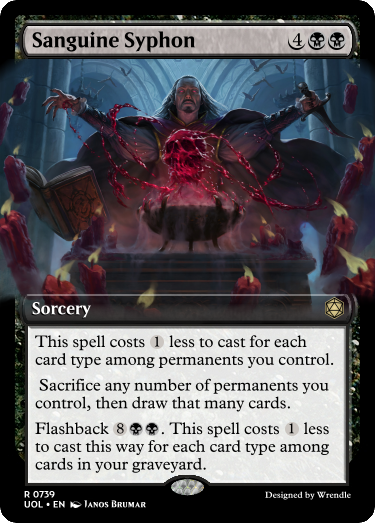 Sanguine Syphon 4
Sorcery
This spell costs 1 less to cast for each
card type among permanents you control.
Sacrifice any number of permanents you
control, then draw that many cards.
Flashback 8 . This spell costs 1 less
to cast this way for each card type among
cards in your graveyard.
R 0739
UOL • EN Janos Brumar
Designed by Wrendle